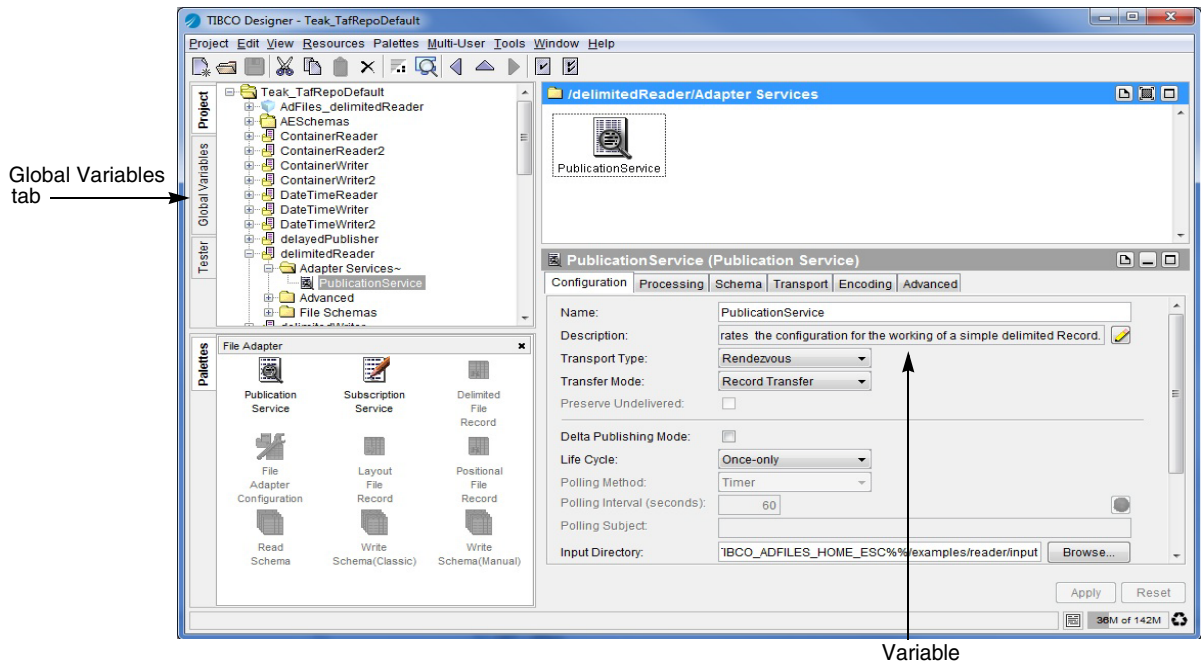 TIBCO Designer - Teak_TafRepoDefault
Project Edit View Resources Palettes Multi-User Tools Window Help
Project
Global Variables
Tester
Global Variables
tab
Teak_TafRepoDefault
AdFiles_delimitedReader
AESchemas
ContainerReader
ContainerReader2
ContainerWriter
ContainerWriter2
DateTimeReader
DateTimeWriter
DateTimeWriter2
delayedPublisher
delimitedReader
Adapter Services~
PublicationService
Advanced
File Schemas
delimitedWriter
Palettes
File Adapter
Publication
Service
Subscription
Service
Delimited
File
Record
File
Adapter
Configuration
Layout
File
Record
Positional
File
Record
Read
Schema
Write
Schema(Classic)
Write
Schema(Manual)
/delimitedReader/Adapter Services
PublicationService
PublicationService (Publication Service)
Configuration Processing Schema Transport Encoding Advanced
Name: PublicationService
Description: rates the configuration for the working of a simple delimited Record.
Transport Type: Rendezvous
Transfer Mode: Record Transfer
Preserve Undelivered:
Delta Publishing Mode:
Life Cycle: Once-only
Polling Method: Timer
Polling Interval (seconds): 60
Polling Subject:
Input Directory: TIBCO_ADFILES_HOME_ESC%%/examples/reader/input Browse...
Apply Reset
36M of 142M
Variable